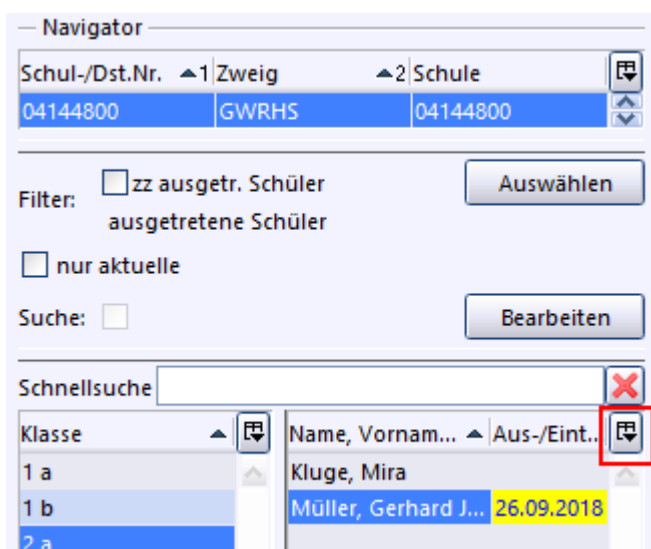 Navigator
Schul-/Dst.Nr. 1 Zweig 2 Schule
04144800 GWRHS 04144800
Filter: zz ausgetr. Schüler Auswählen
ausgetretene Schüler
nur aktuelle
Suche: Bearbeiten
Schnellsuche
Klasse Name, Vornam... Aus-/Eint..
1 a Kluge, Mira
1 b Müller, Gerhard J... 26.09.2018
2 a